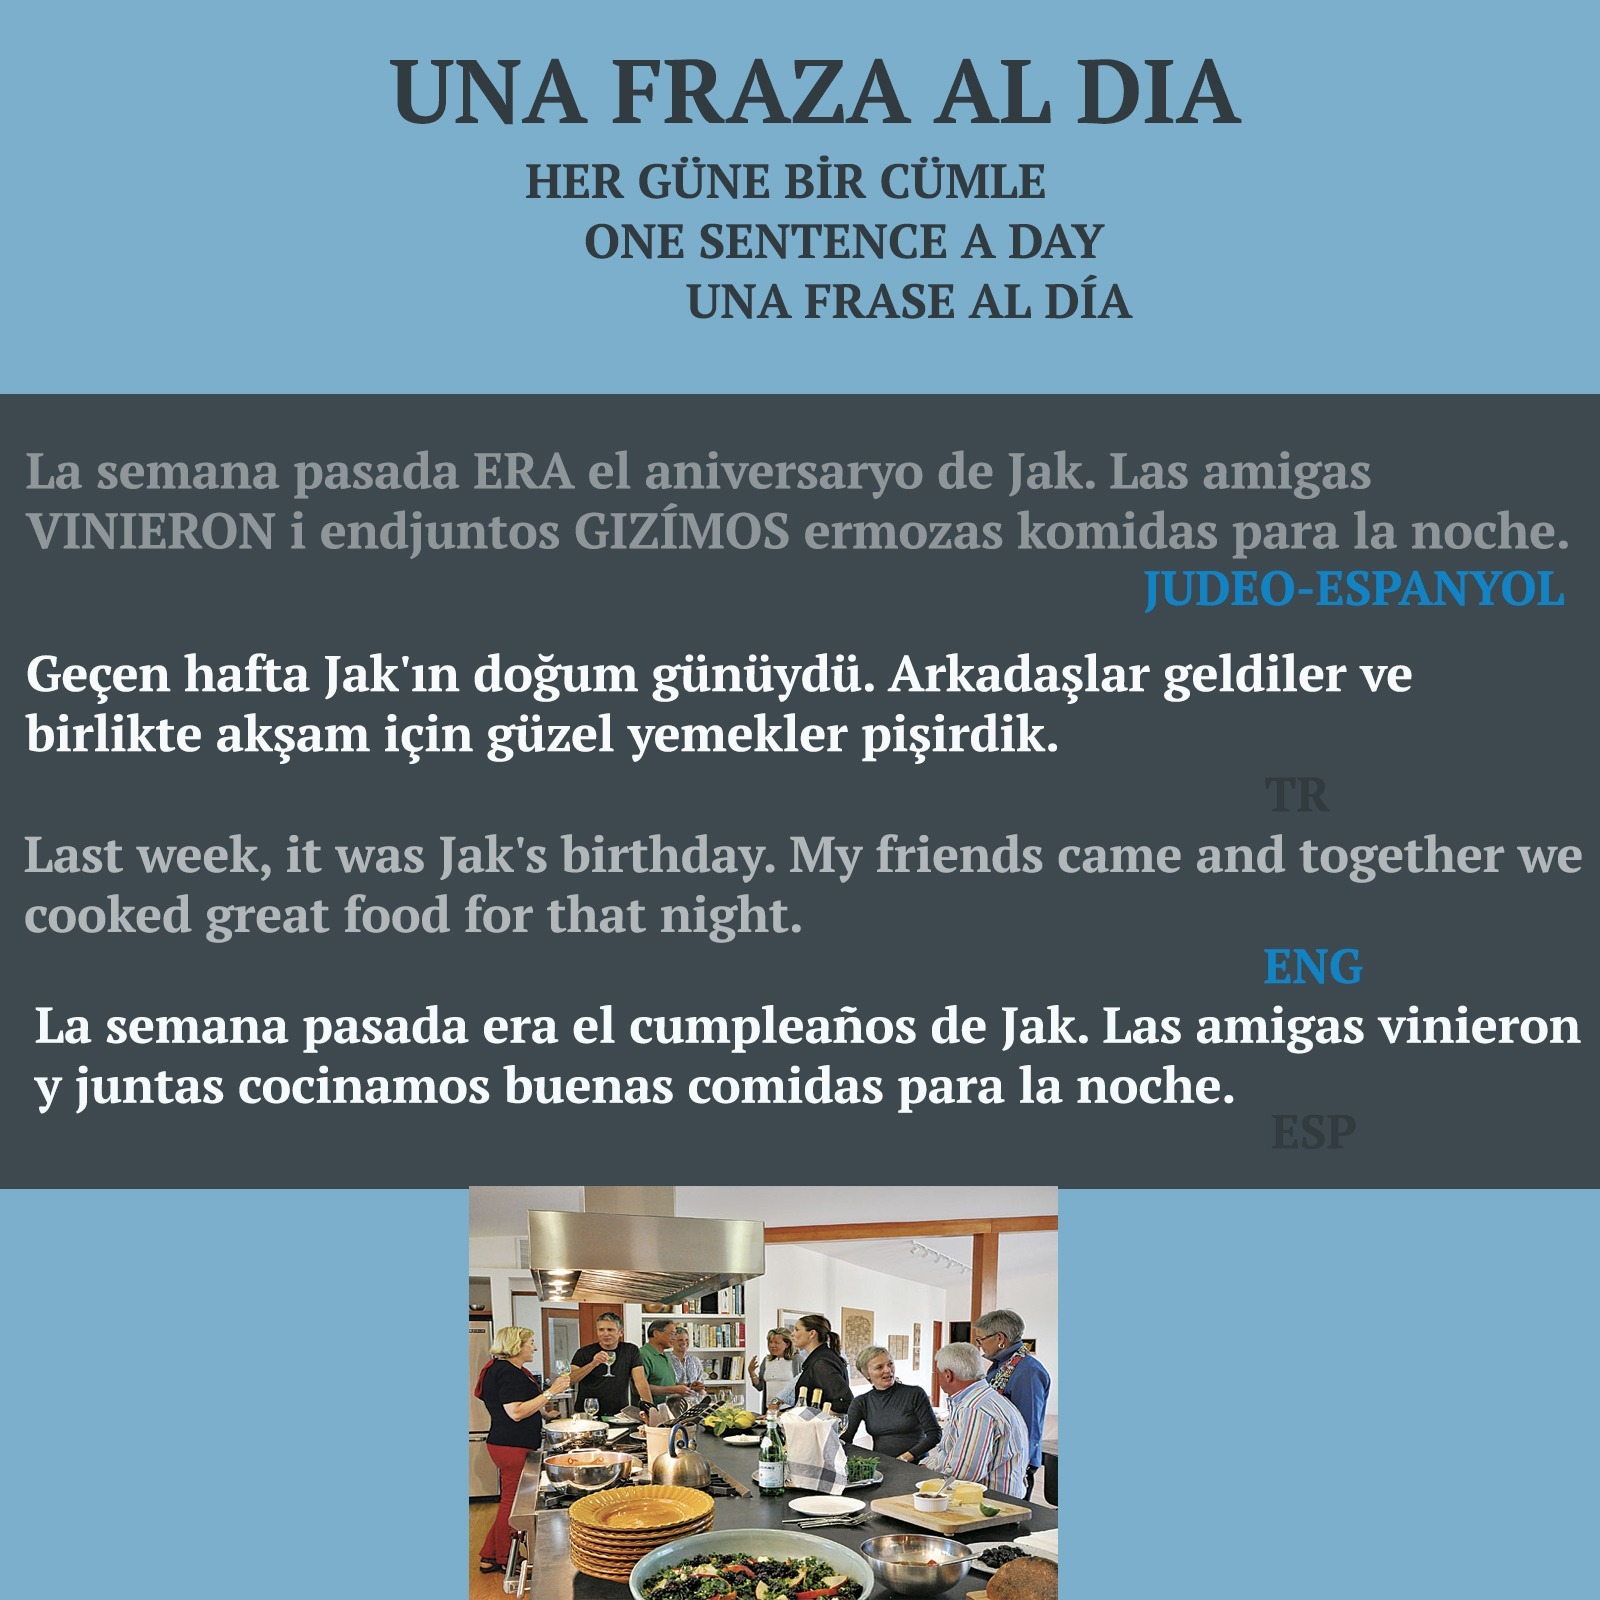 UNA FRAZA AL DIA
HER GÜNE BİR CÜMLE
ONE SENTENCE A DAY
UNA FRASE AL DÍA
La semana pasada ERA el aniversaryo de Jak. Las amigas
VINIERON i endjuntos GIZÍMOS ermozas komidas para la noche.
JUDEO-ESPANYOL
Geçen hafta Jak'ın doğum günüydü. Arkadaşlar geldiler ve
birlikte akşam için güzel yemekler pişirdik.
TR
Last week, it was Jak's birthday. My friends came and together we
cooked great food for that night.
ENG
La semana pasada era el cumpleaños de Jak. Las amigas vinieron
y juntas cocinamos buenas comidas para la noche.
ESP